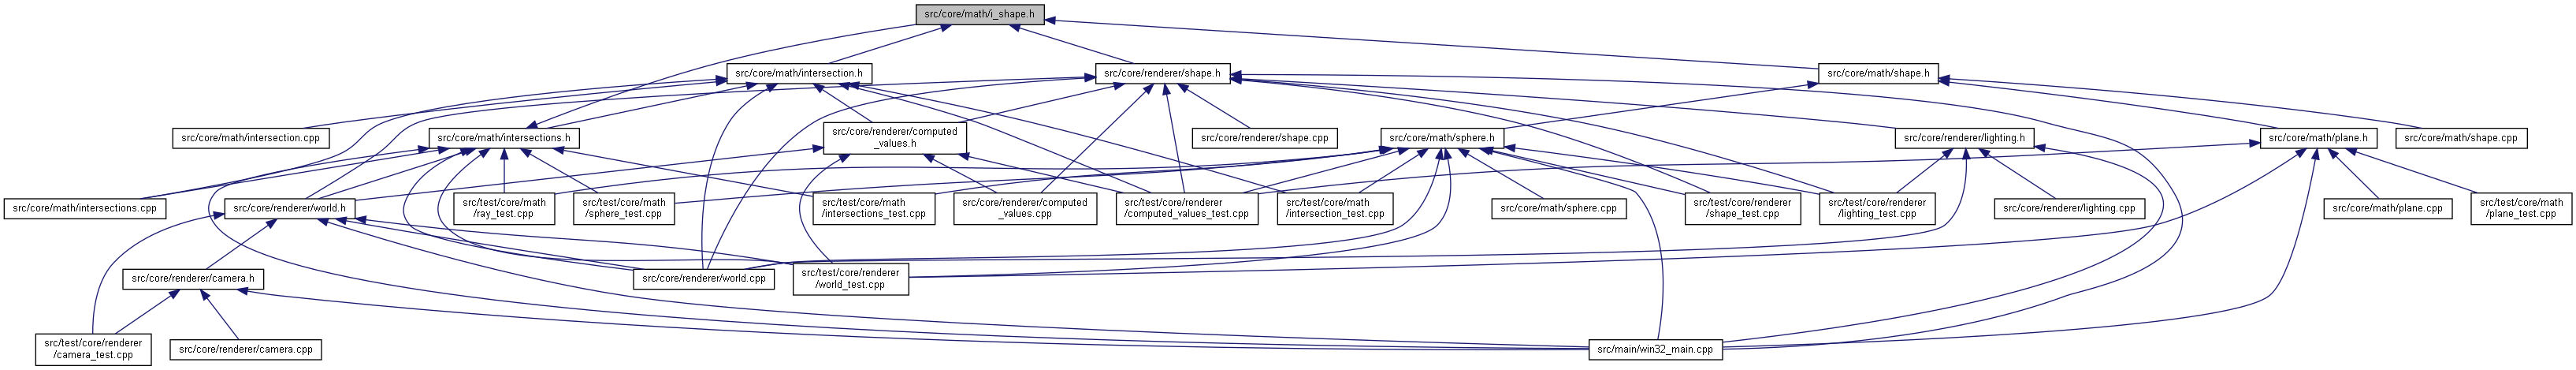 src/core/math/i_shape.h
src/core/math/intersection.h
src/core/renderer/shape.h
src/core/math/shape.h
src/core/math/intersection.cpp
src/core/math/intersections.h
src/core/renderer/computed
_values.h
src/core/renderer/shape.cpp
src/core/math/sphere.h
src/core/renderer/lighting.h
src/core/math/plane.h
src/core/math/shape.cpp
src/core/math/intersections.cpp
src/core/renderer/world.h
src/test/core/math
/ray_test.cpp
src/test/core/math
/sphere_test.cpp
src/test/core/math
/intersections_test.cpp
src/core/renderer/computed
_values.cpp
src/test/core/renderer
/computed_values_test.cpp
src/test/core/math
/intersection_test.cpp
src/core/math/sphere.cpp
src/test/core/renderer
/shape_test.cpp
src/test/core/renderer
/lighting_test.cpp
src/core/renderer/lighting.cpp
src/core/math/plane.cpp
src/test/core/math
/plane_test.cpp
src/core/renderer/camera.h
src/core/renderer/world.cpp
src/test/core/renderer
/world_test.cpp
src/test/core/renderer
/camera_test.cpp
src/core/renderer/camera.cpp
src/main/win32_main.cpp